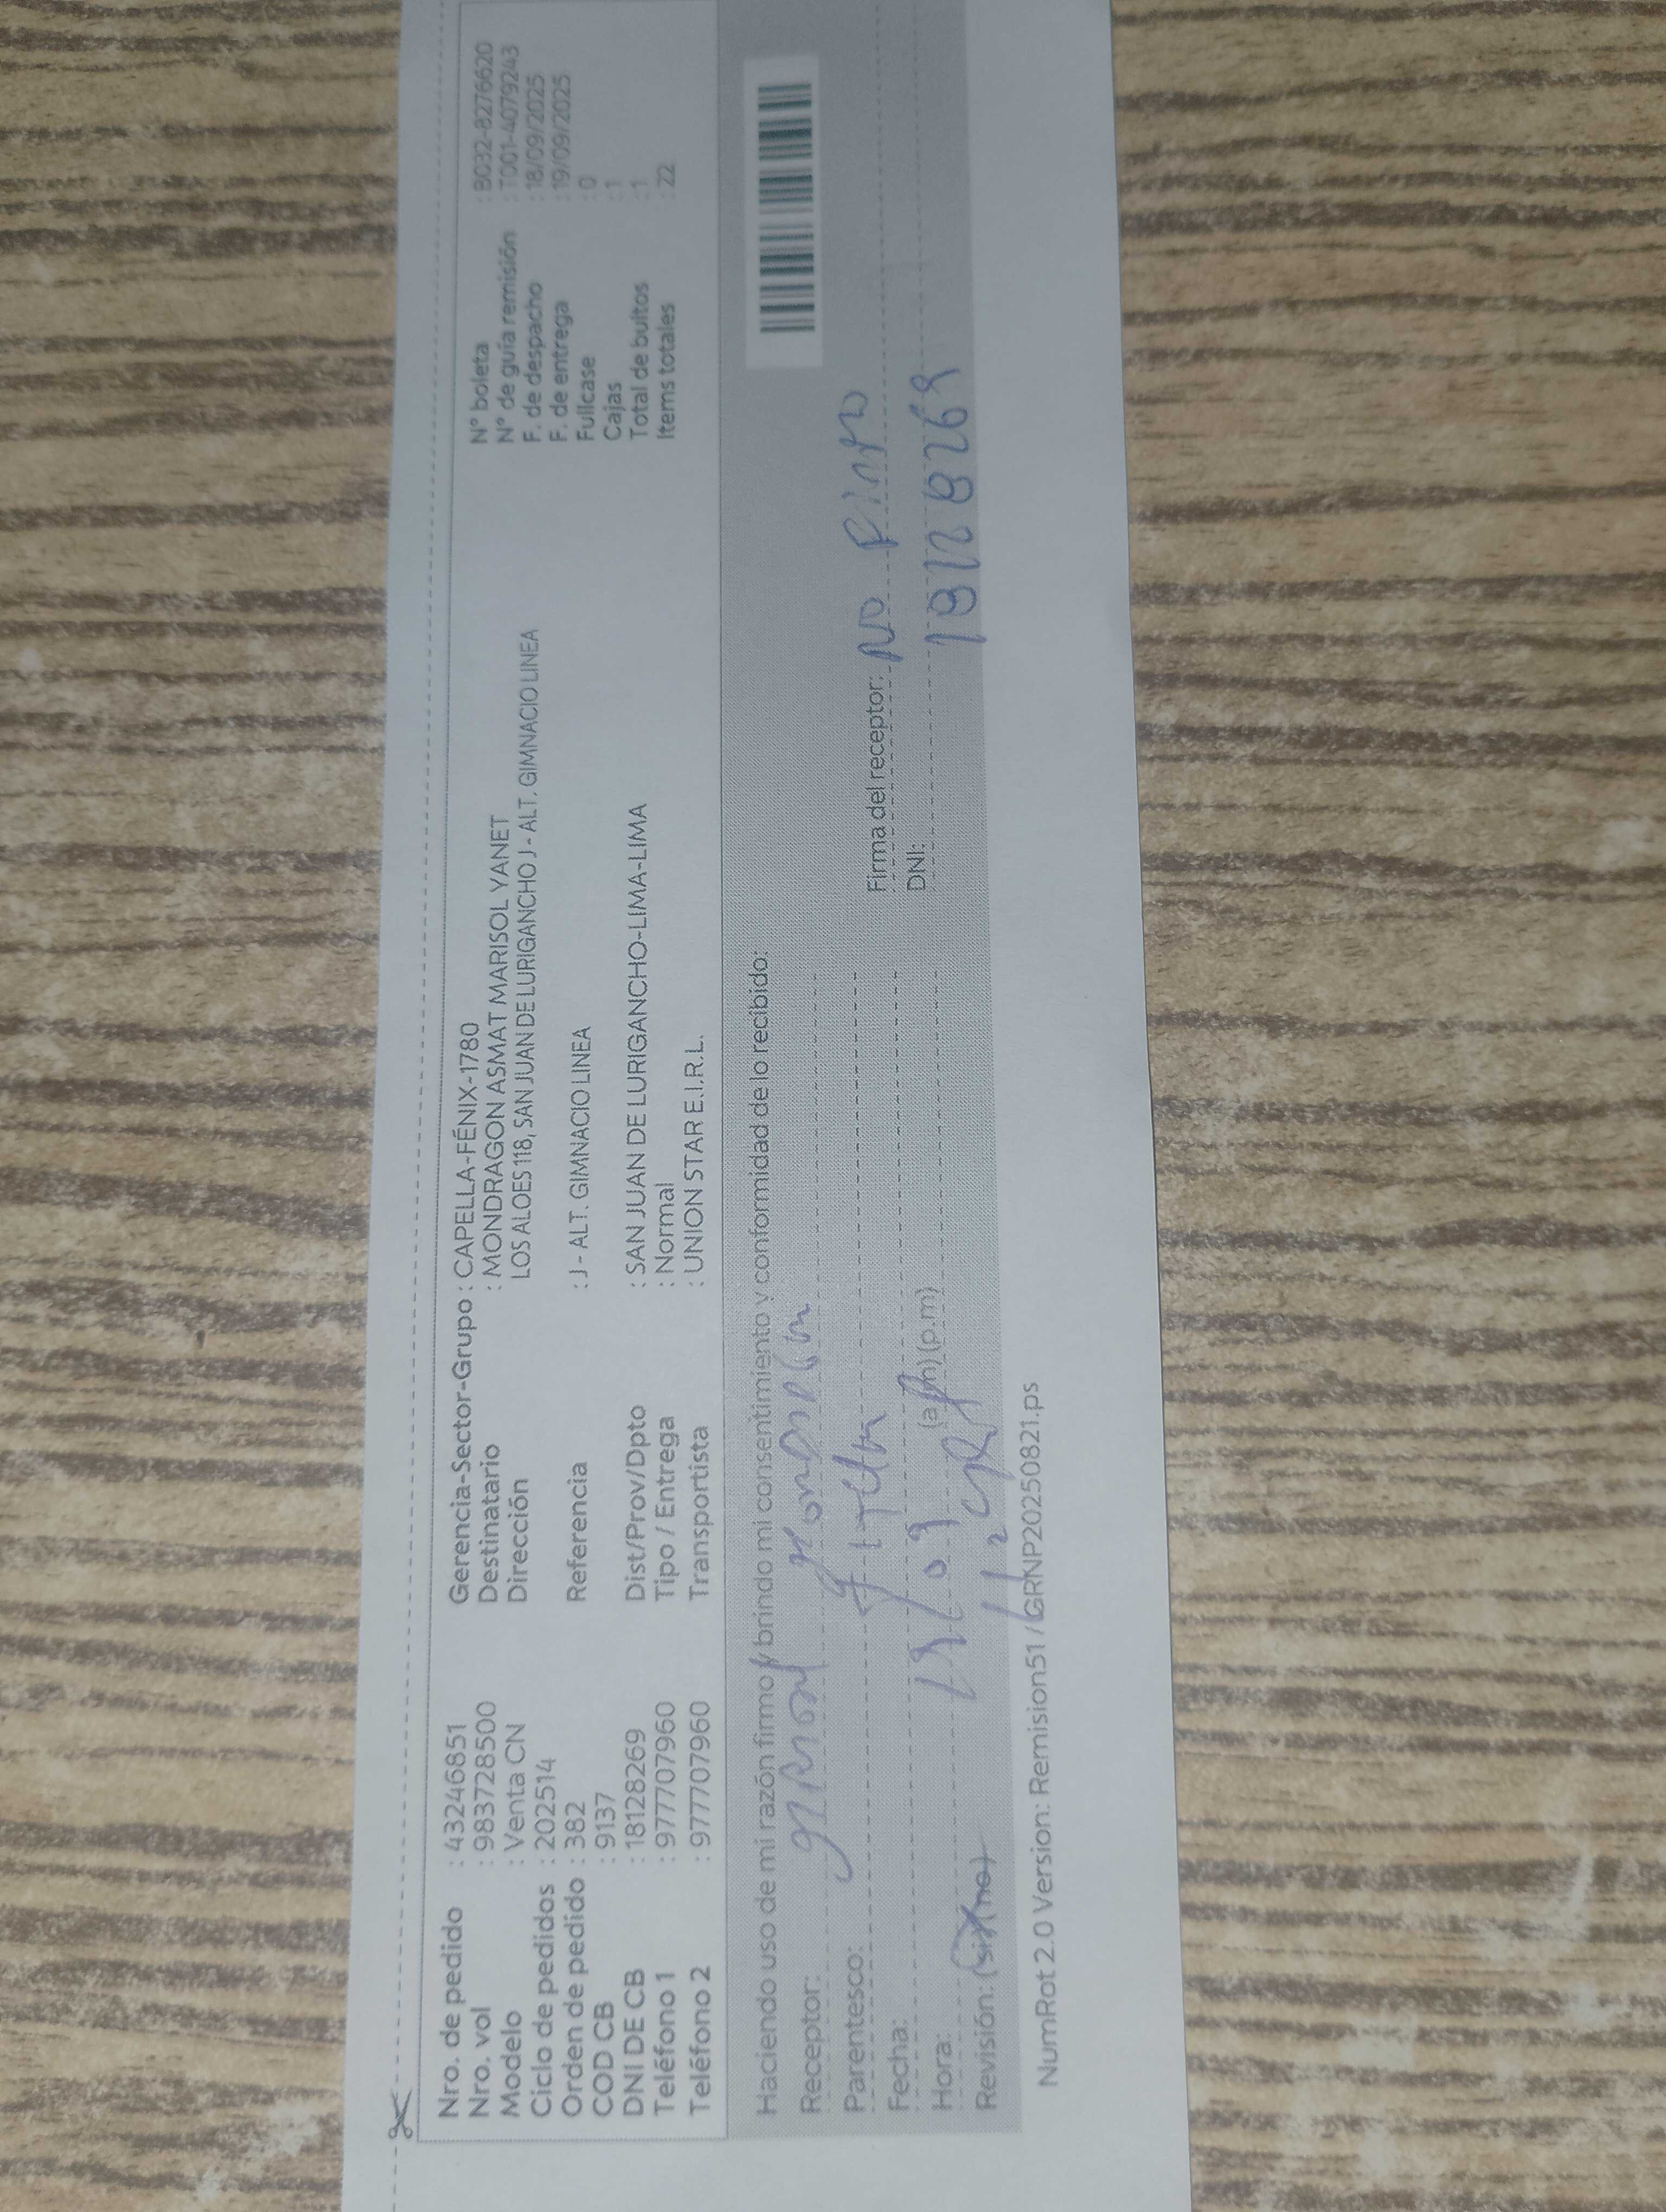 Nro. de pedido : 43246851
Nro. vol : 983728500
Modelo : Venta CN
Ciclo de pedidos : 202514
Orden de pedido : 382
COD CB : 9137
DNI DE CB : 18128269
Teléfono 1 : 977707960
Teléfono 2 : 977707960
Gerencia-Sector-Grupo : CAPELLA-FÉNIX-1780
Destinatario : MONDRAGON ASMAT MARISOL YANET
Dirección LOS ALOES 118, SAN JUAN DE LURIGANCHO J - ALT. GIMNACIO LINEA
Referencia : J - ALT. GIMNACIO LINEA
Dist/Prov/Dpto : SAN JUAN DE LURIGANCHO-LIMA-LIMA
Tipo / Entrega : Normal
Transportista : UNION STAR E.I.R.L.
N° boleta : B032-8276620
N° de guía remisión : T001-4079243
F. de despacho : 18/09/2025
F. de entrega : 19/09/2025
Fullcase : 0
Cajas : 1
Total de bultos : 1
Items totales : 22
Haciendo uso de mi razón firmo y brindo mi consentimiento y conformidad de lo recibido:
Receptor:
Parentesco:
Firma del receptor: NO
Fecha:
DNI: 18128269
Hora: (a.m) (p.m)
Revisión: (si) (no)
NumRot 2.0 Version: Remision51 / GRNP20250821.ps